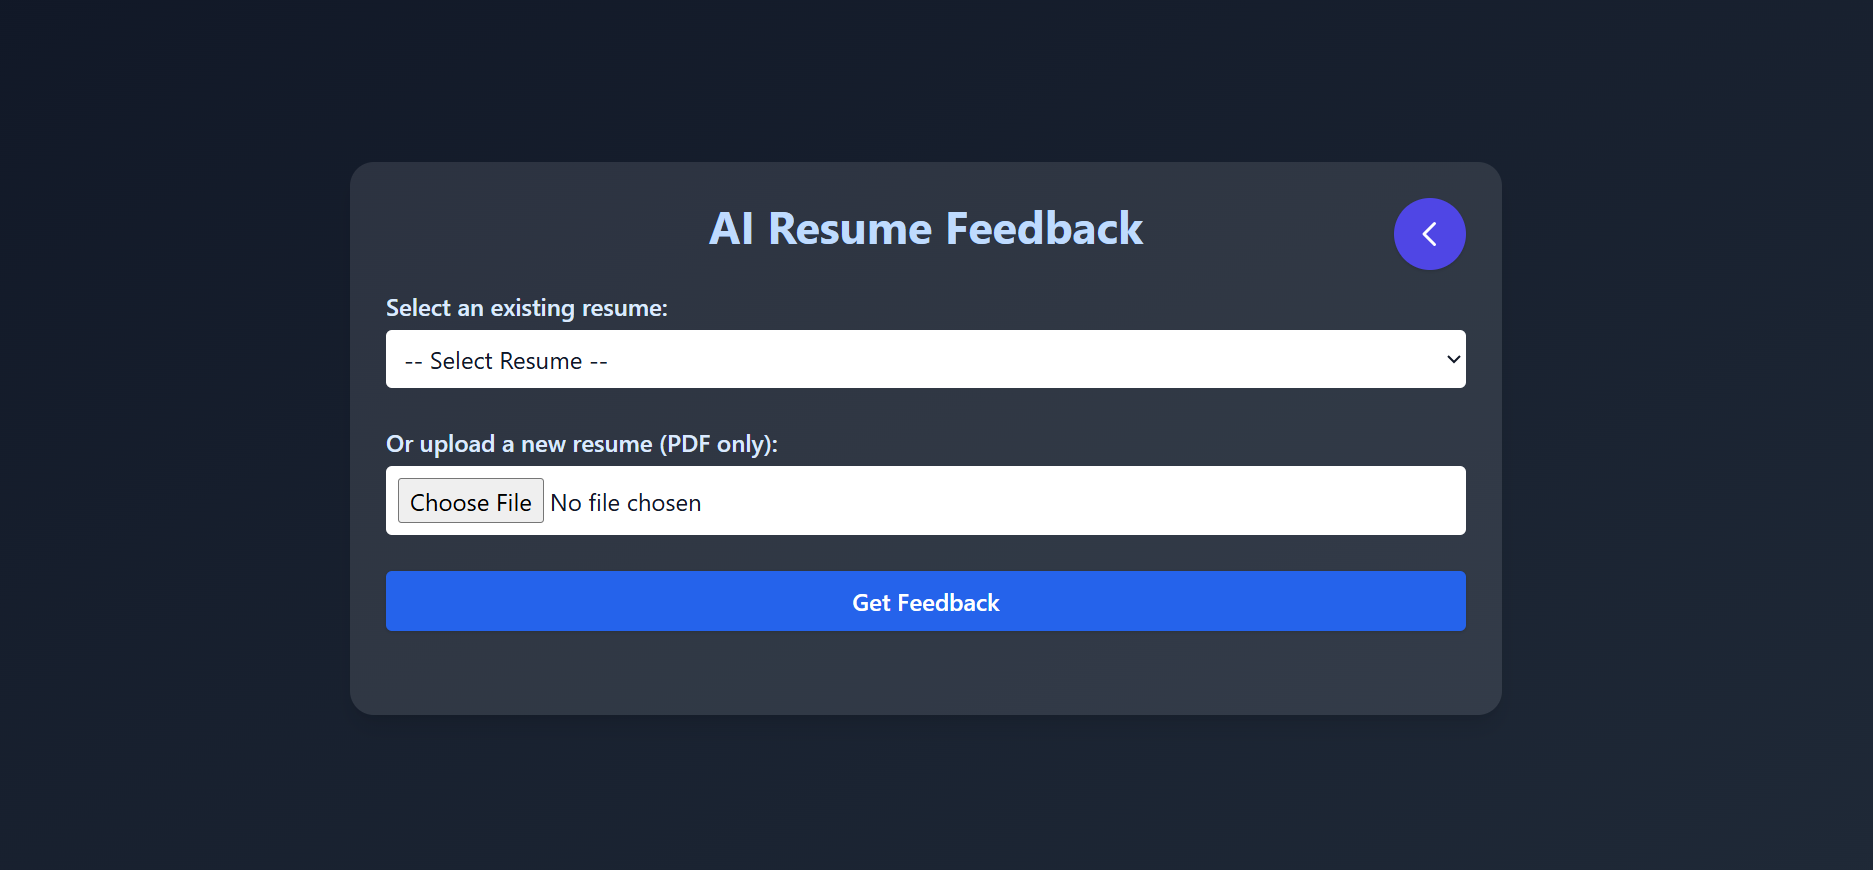 AI Resume Feedback
Select an existing resume:
-- Select Resume --
Or upload a new resume (PDF only):
Choose File No file chosen
Get Feedback